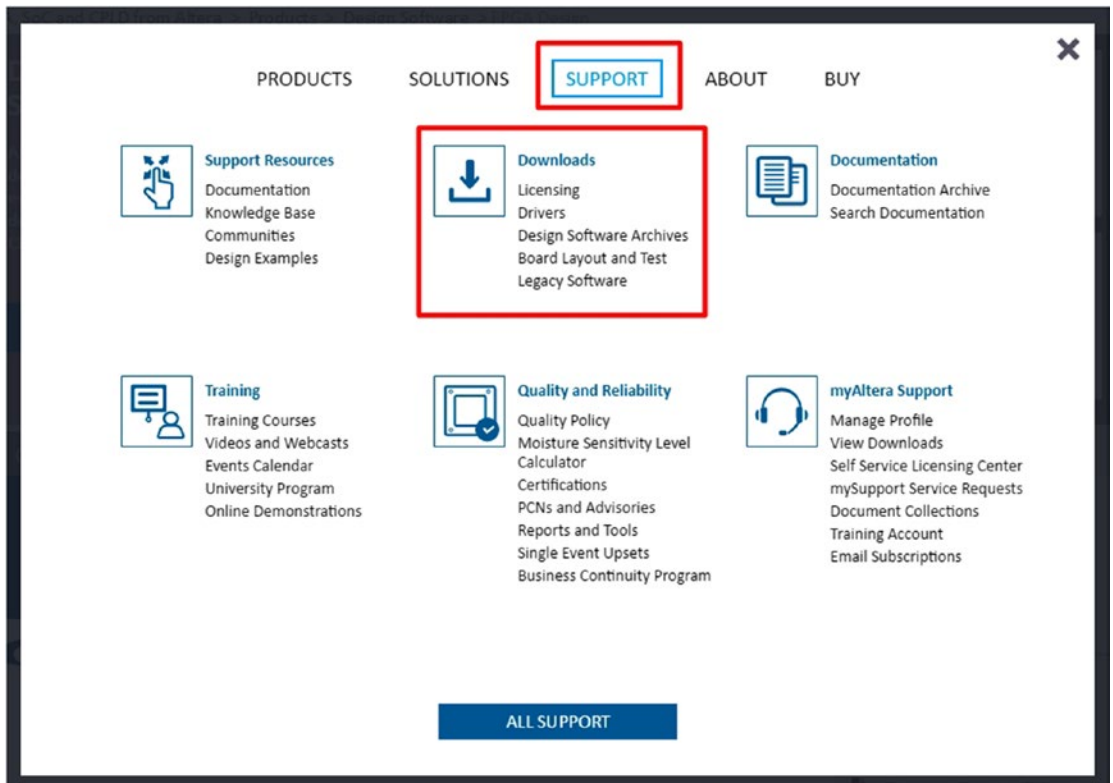 PRODUCTS SOLUTIONS SUPPORT ABOUT BUY
Support Resources
Documentation
Knowledge Base
Communities
Design Examples
Downloads
Licensing
Drivers
Design Software Archives
Board Layout and Test
Legacy Software
Documentation
Documentation Archive
Search Documentation
Training
Training Courses
Videos and Webcasts
Events Calendar
University Program
Online Demonstrations
Quality and Reliability
Quality Policy
Moisture Sensitivity Level
Calculator
Certifications
PCNs and Advisories
Reports and Tools
Single Event Upsets
Business Continuity Program
myAltera Support
Manage Profile
View Downloads
Self Service Licensing Center
mySupport Service Requests
Document Collections
Training Account
Email Subscriptions
ALL SUPPORT